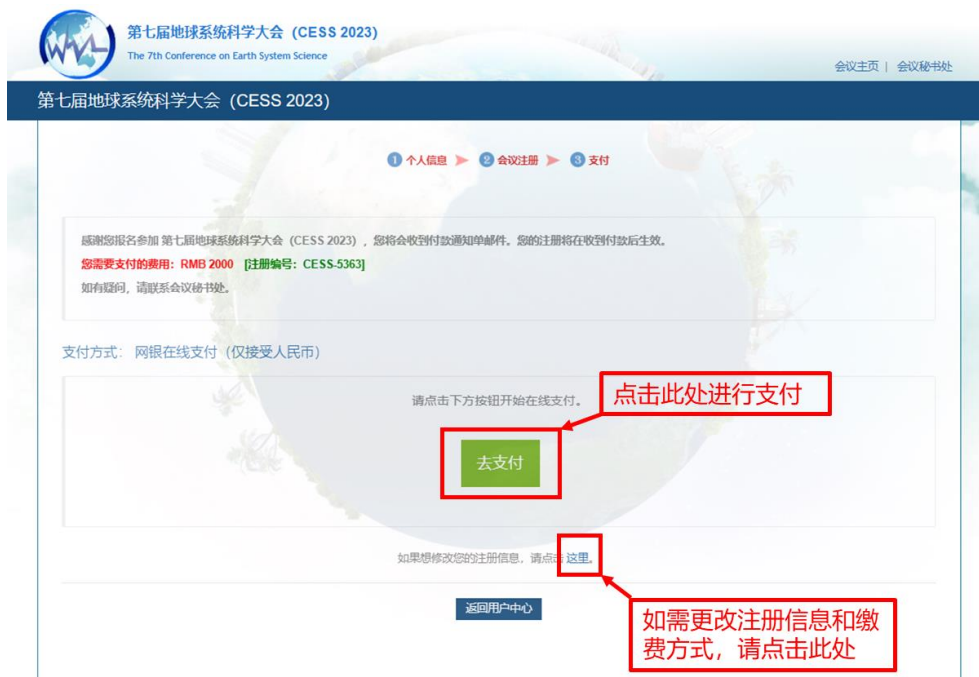 WML
第七届地球系统科学大会（CESS 2023）
The 7th Conference on Earth System Science
会议主页 | 会议秘书处
第七届地球系统科学大会（CESS 2023）
1 个人信息 2 会议注册 3 支付
感谢您报名参加 第七届地球系统科学大会（CESS 2023）, 您将会收到付款通知单邮件。您的注册将在收到付款后生效。
您需要支付的费用：RMB 2000 [注册编号：CESS-5363]
如有疑问，请联系会议秘书处。
支付方式： 网银在线支付（仅接受人民币）
请点击下方按钮开始在线支付。
点击此处进行支付
去支付
如果想修改您的注册信息，请点击 这里。
返回用户中心
如需更改注册信息和缴
费方式，请点击此处